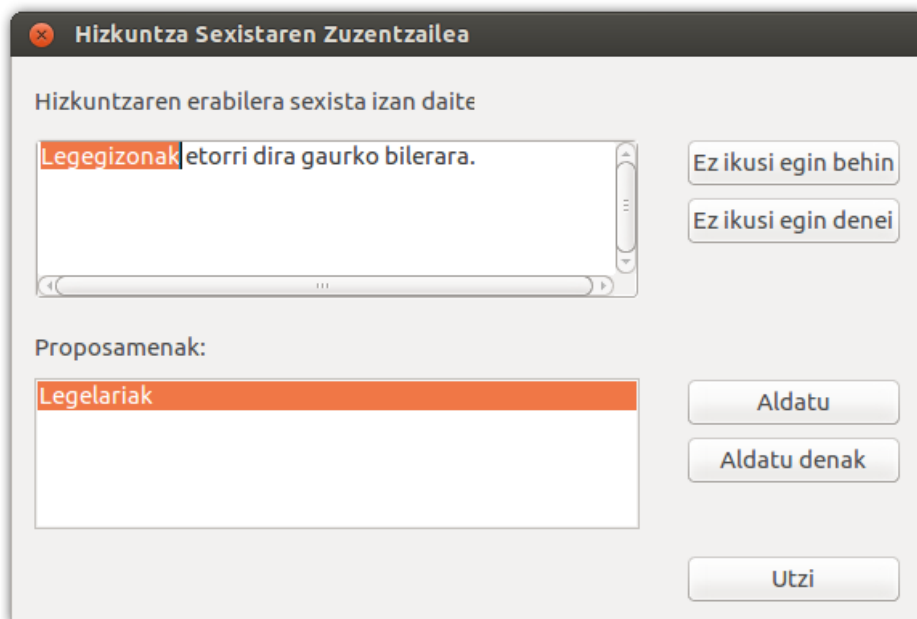 Hizkuntza Sexistaren Zuzentzailea
Hizkuntzaren erabilera sexista izan daite
Legegizonak etorri dira gaurko bilerara.
Ez ikusi egin behin
Ez ikusi egin denei
Proposamenak:
Legelariak
Aldatu
Aldatu denak
Utzi